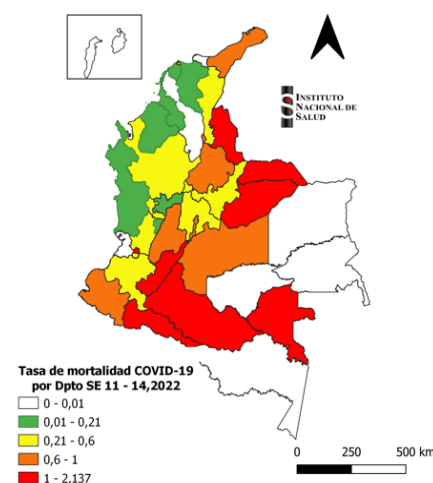 INSTITUTO
NACIONAL DE
SALUD
Tasa de mortalidad COVID-19
por Dpto SE 11 - 14,2022
0 - 0,01
0,01 - 0,21
0,21 - 0,6
0,6 - 1
1 - 2,137
0 250 500 km